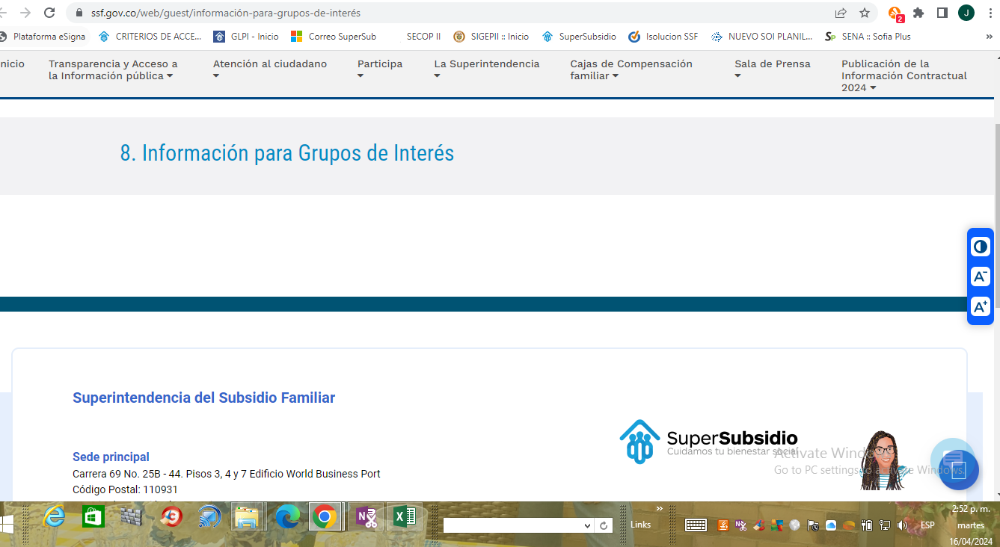 ssf.gov.co/web/guest/información-para-grupos-de-interés
2
J
Plataforma eSigna
CRITERIOS DE ACCE...
GLPI - Inicio
Correo SuperSub
SECOP II
SIGEPII :: Inicio
SuperSubsidio
Isolucion SSF
NUEVO SOI PLANIL...
SENA :: Sofia Plus
»
nicio
Transparencia y Acceso a
la Información pública
Atención al ciudadano
Participa
La Superintendencia
Cajas de Compensación
familiar
Sala de Prensa
Publicación de la
Información Contractual
2024
8. Información para Grupos de Interés
A-
A+
Superintendencia del Subsidio Familiar
SuperSubsidio
Cuidamos tu bienestar social
Sede principal
Carrera 69 No. 25B - 44. Pisos 3, 4 y 7 Edificio World Business Port
Código Postal: 110931
Activate Windows
Go to PC settings to activate Windows.
Links
»
ESP
2:52 p. m.
martes
16/04/2024